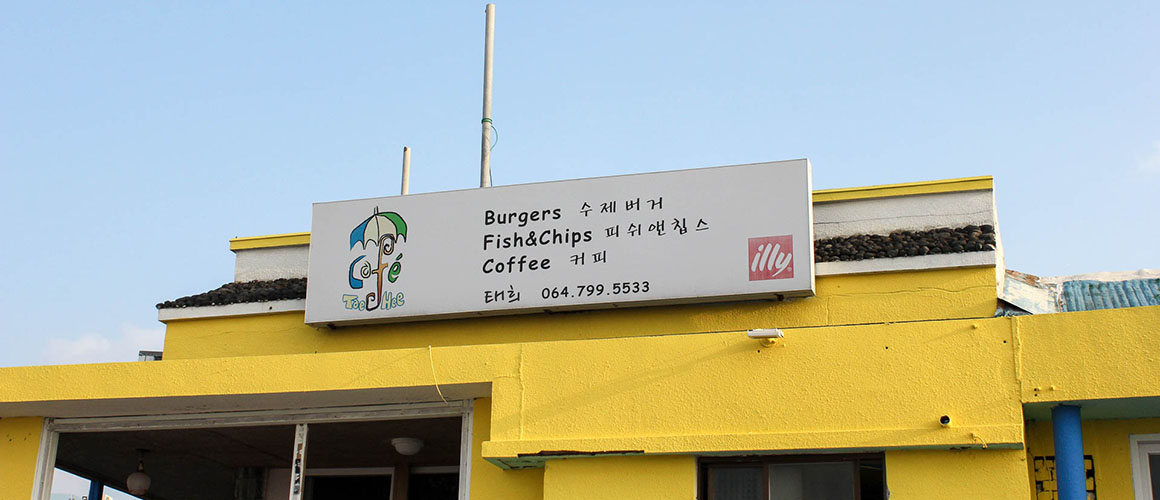 Café
Tae Hee
Burgers 수제버거
Fish&Chips 피쉬앤칩스
Coffee 커피
태희 064.799.5533
illy